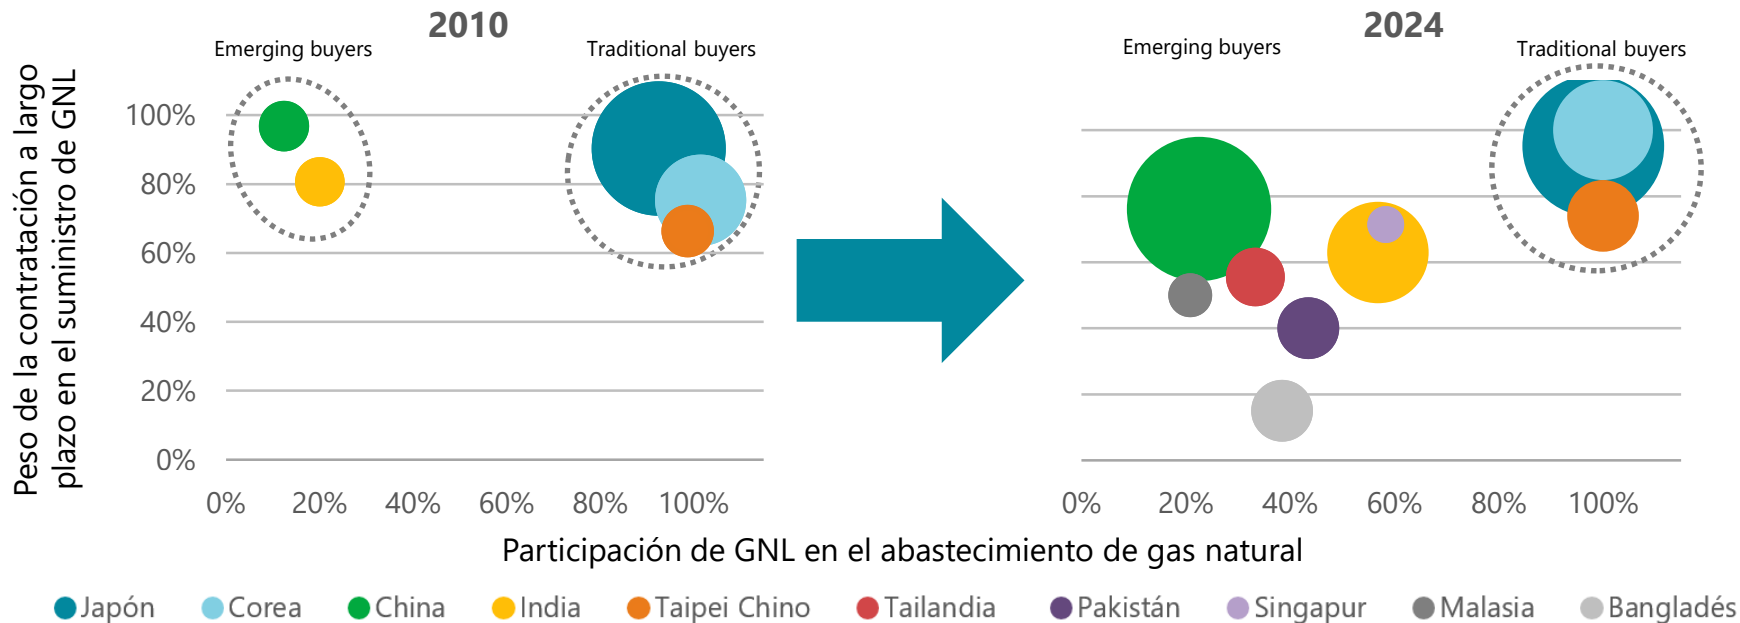 2010
2024
Emerging buyers
Traditional buyers
Emerging buyers
Traditional buyers
Peso de la contratación a largo
plazo en el suministro de GNL
100%
80%
60%
40%
20%
0%
0% 20% 40% 60% 80% 100%
0% 20% 40% 60% 80% 100%
Participación de GNL en el abastecimiento de gas natural
Japón Corea China India Taipei Chino Tailandia Pakistán Singapur Malasia Bangladés